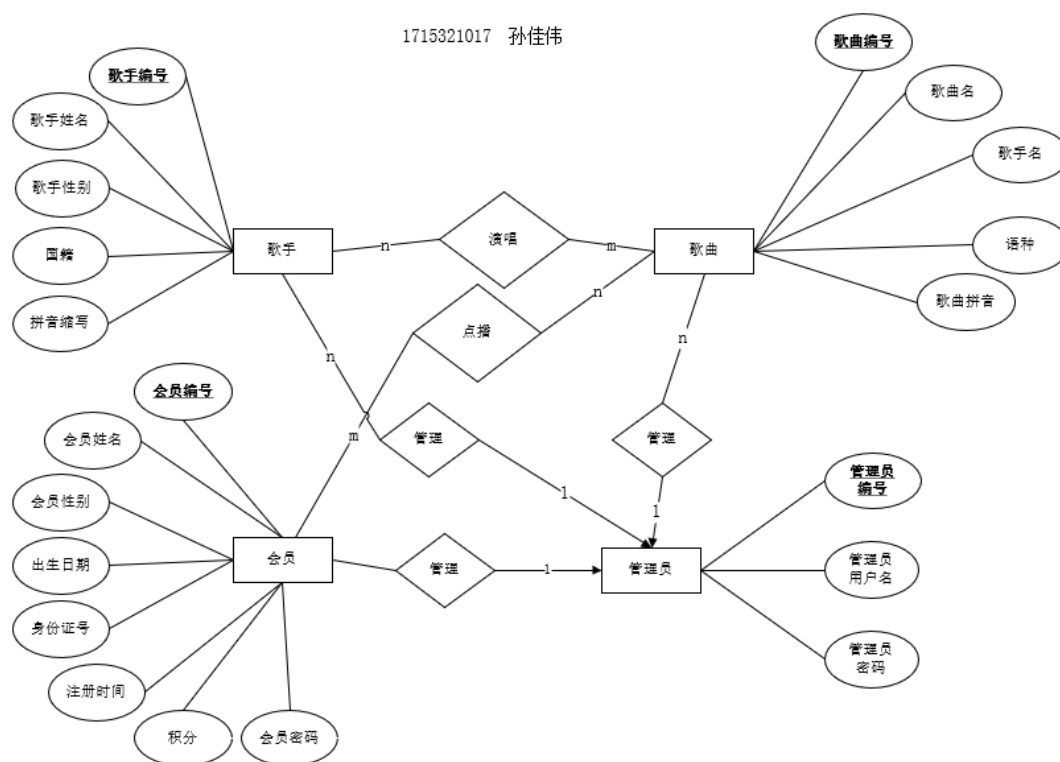 1715321017 孙佳伟
歌手编号
歌手姓名
歌手性别
国籍
拼音缩写
歌手
n
演唱
m
歌曲
歌曲编号
歌曲名
歌手名
语种
歌曲拼音
点播
n
m
n
管理
1
n
管理
1
会员编号
会员姓名
会员性别
出生日期
身份证号
注册时间
积分
会员密码
会员
管理
1
管理员
管理员
编号
管理员
用户名
管理员
密码